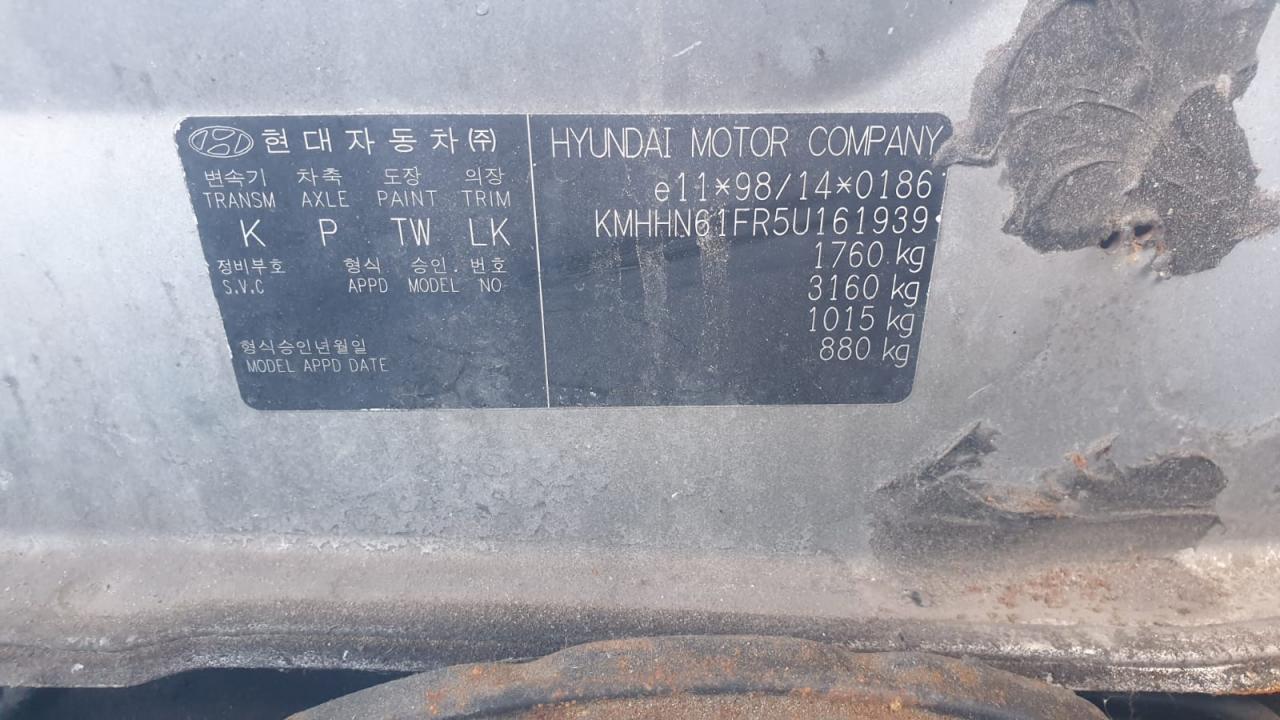 현대자동차(주)
변속기 차축 도장 의장
TRANSM AXLE PAINT TRIM
K P TW LK
정비부호 형식 승인. 번호
S.V.C APPD MODEL NO
형식승인년월일
MODEL APPD DATE
HYUNDAI MOTOR COMPANY
e11*98/14*0186
KMHHN61FR5U161939
1760 kg
3160 kg
1015 kg
880 kg